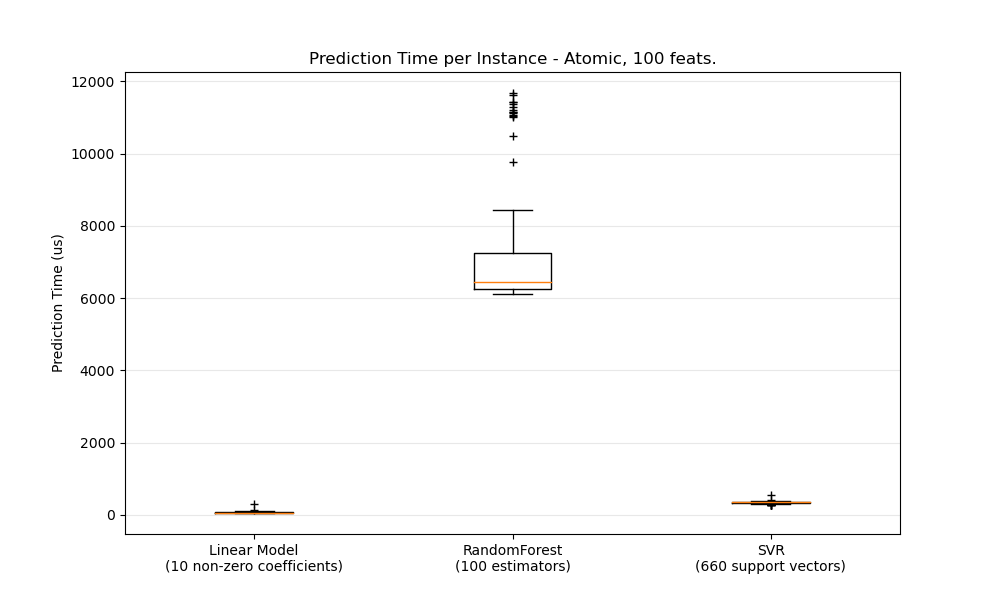 Prediction Time per Instance - Atomic, 100 feats.
Prediction Time (us)
12000
10000
8000
6000
4000
2000
0
Linear Model
(10 non-zero coefficients)
RandomForest
(100 estimators)
SVR
(660 support vectors)